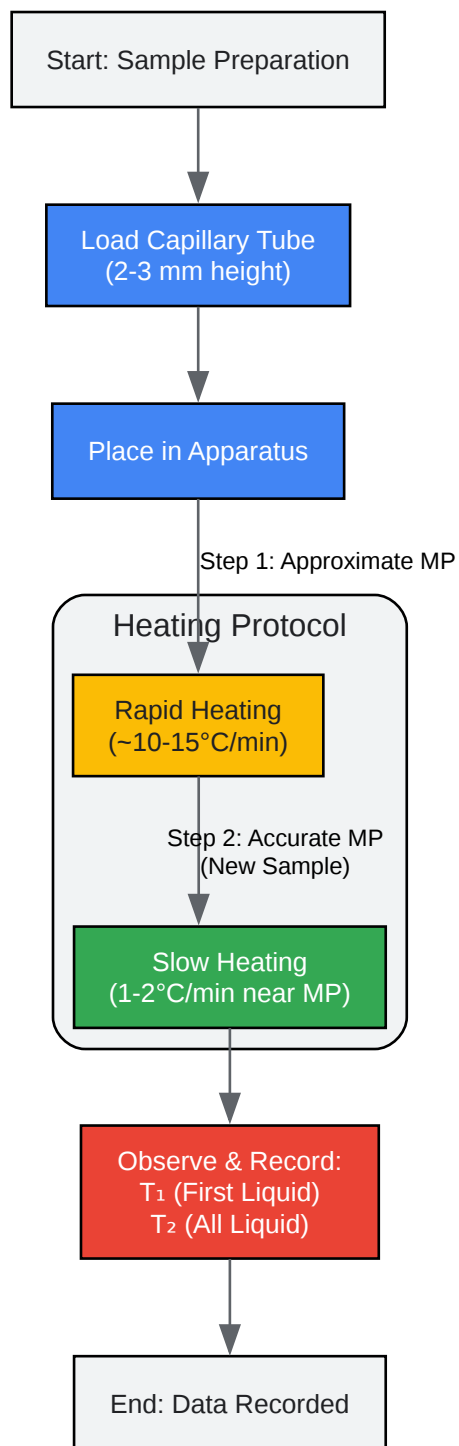 Start: Sample Preparation
Load Capillary Tube
(2-3 mm height)
Place in Apparatus
Step 1: Approximate MP
Heating Protocol
Rapid Heating
(~10-15°C/min)
Step 2: Accurate MP
(New Sample)
Slow Heating
(1-2°C/min near MP)
Observe & Record:
T₁ (First Liquid)
T₂ (All Liquid)
End: Data Recorded